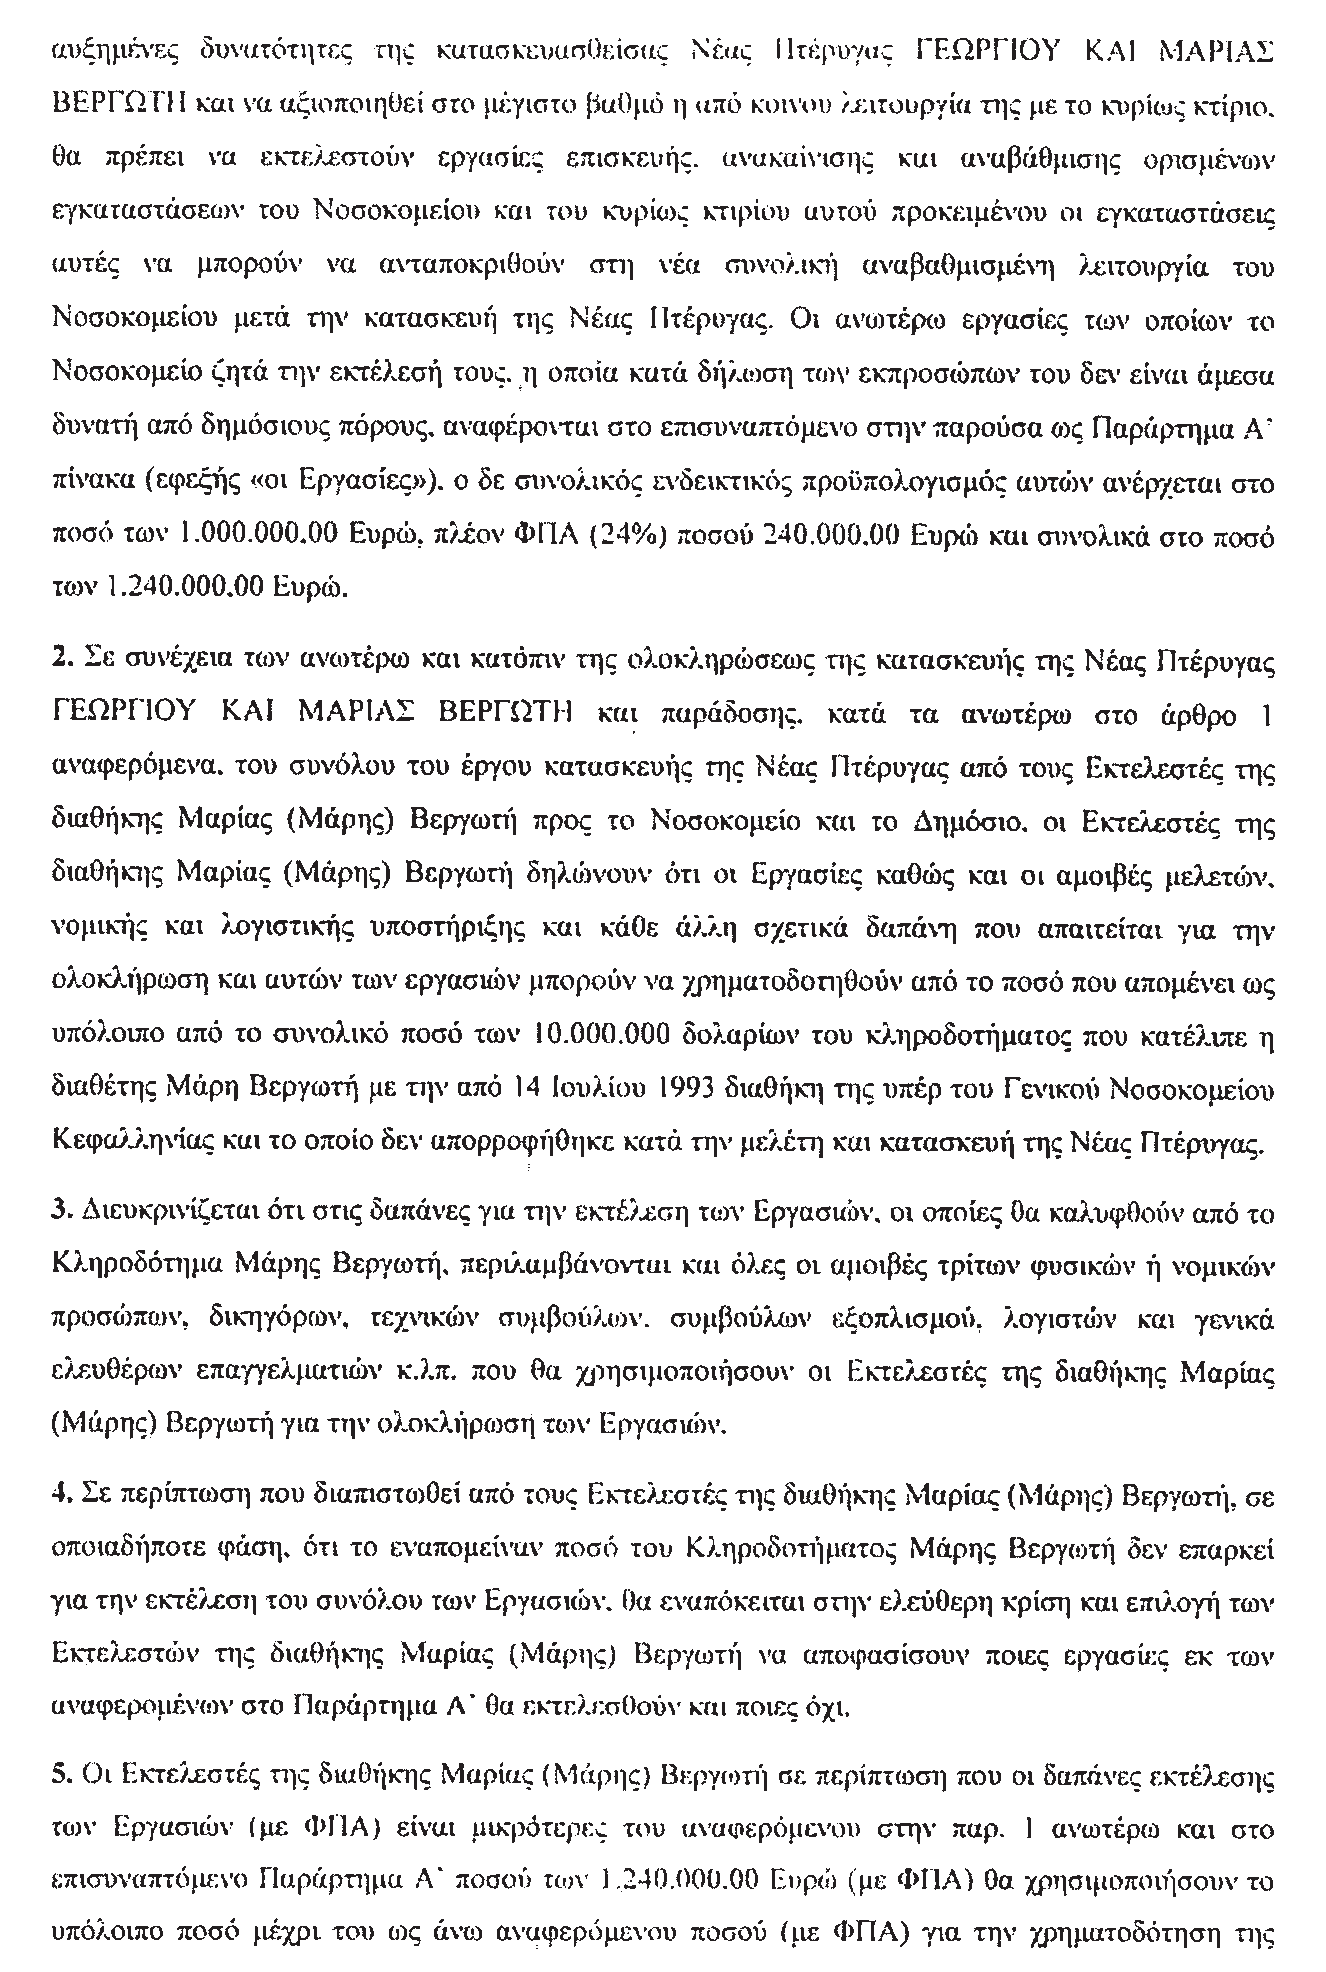 αυξημένες δυνατότητες της κατασκευασθείσας Νέας Πτέρυγας ΓΕΩΡΓΙΟΥ ΚΑΙ ΜΑΡΙΑΣ
ΒΕΡΓΩΤΗ και να αξιοποιηθεί στο μέγιστο βαθμό η από κοινού λειτουργία της με το κυρίως κτίριο,
θα πρέπει να εκτελεστούν εργασίες επισκευής, ανακαίνισης και αναβάθμισης ορισμένων
εγκαταστάσεων του Νοσοκομείου και του κυρίως κτιρίου αυτού προκειμένου οι εγκαταστάσεις
αυτές να μπορούν να ανταποκριθούν στη νέα συνολική αναβαθμισμένη λειτουργία του
Νοσοκομείου μετά την κατασκευή της Νέας Πτέρυγας. Οι ανωτέρω εργασίες των οποίων το
Νοσοκομείο ζητά την εκτέλεσή τους, η οποία κατά δήλωση των εκπροσώπων του δεν είναι άμεσα
δυνατή από δημόσιους πόρους, αναφέρονται στο επισυναπτόμενο στην παρούσα ως Παράρτημα Α'
πίνακα (εφεξής «οι Εργασίες»), ο δε συνολικός ενδεικτικός προϋπολογισμός αυτών ανέρχεται στο
ποσό των 1.000.000,00 Ευρώ, πλέον ΦΠΑ (24%) ποσού 240.000,00 Ευρώ και συνολικά στο ποσό
των 1.240.000,00 Ευρώ.
2. Σε συνέχεια των ανωτέρω και κατόπιν της ολοκληρώσεως της κατασκευής της Νέας Πτέρυγας
ΓΕΩΡΓΙΟΥ ΚΑΙ ΜΑΡΙΑΣ ΒΕΡΓΩΤΗ και παράδοσης, κατά τα ανωτέρω στο άρθρο 1
αναφερόμενα, του συνόλου του έργου κατασκευής της Νέας Πτέρυγας από τους Εκτελεστές της
διαθήκης Μαρίας (Μάρης) Βεργωτή προς το Νοσοκομείο και το Δημόσιο, οι Εκτελεστές της
διαθήκης Μαρίας (Μάρης) Βεργωτή δηλώνουν ότι οι Εργασίες καθώς και οι αμοιβές μελετών,
νομικής και λογιστικής υποστήριξης και κάθε άλλη σχετικά δαπάνη που απαιτείται για την
ολοκλήρωση και αυτών των εργασιών μπορούν να χρηματοδοτηθούν από το ποσό που απομένει ως
υπόλοιπο από το συνολικό ποσό των 10.000.000 δολαρίων του κληροδοτήματος που κατέλιπε η
διαθέτης Μάρη Βεργωτή με την από 14 Ιουλίου 1993 διαθήκη της υπέρ του Γενικού Νοσοκομείου
Κεφαλληνίας και το οποίο δεν απορροφήθηκε κατά την μελέτη και κατασκευή της Νέας Πτέρυγας.
3. Διευκρινίζεται ότι στις δαπάνες για την εκτέλεση των Εργασιών, οι οποίες θα καλυφθούν από το
Κληροδότημα Μάρης Βεργωτή, περιλαμβάνονται και όλες οι αμοιβές τρίτων φυσικών ή νομικών
προσώπων, δικηγόρων, τεχνικών συμβούλων, συμβούλων εξοπλισμού, λογιστών και γενικά
ελευθέρων επαγγελματιών κ.λπ. που θα χρησιμοποιήσουν οι Εκτελεστές της διαθήκης Μαρίας
(Μάρης) Βεργωτή για την ολοκλήρωση των Εργασιών.
4. Σε περίπτωση που διαπιστωθεί από τους Εκτελεστές της διαθήκης Μαρίας (Μάρης) Βεργωτή, σε
οποιαδήποτε φάση, ότι το εναπομείναν ποσό του Κληροδοτήματος Μάρης Βεργωτή δεν επαρκεί
για την εκτέλεση του συνόλου των Εργασιών, θα εναπόκειται στην ελεύθερη κρίση και επιλογή των
Εκτελεστών της διαθήκης Μαρίας (Μάρης) Βεργωτή να αποφασίσουν ποιες εργασίες εκ των
αναφερομένων στο Παράρτημα Α' θα εκτελεσθούν και ποιες όχι.
5. Οι Εκτελεστές της διαθήκης Μαρίας (Μάρης) Βεργωτή σε περίπτωση που οι δαπάνες εκτέλεσης
των Εργασιών (με ΦΠΑ) είναι μικρότερες του αναφερόμενου στην παρ. 1 ανωτέρω και στο
επισυναπτόμενο Παράρτημα Α' ποσού των 1.240.000,00 Ευρώ (με ΦΠΑ) θα χρησιμοποιήσουν το
υπόλοιπο ποσό μέχρι του ως άνω αναφερόμενου ποσού (με ΦΠΑ) για την χρηματοδότηση της